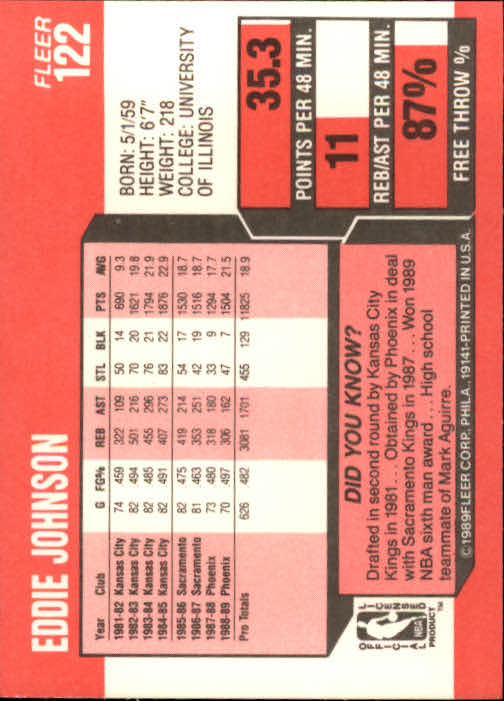 EDDIE JOHNSON
FLEER
122
Year Club G FG% REB AST STL BLK PTS AVG
1981-82 Kansas City 74 459 322 109 50 14 690 9.3
1982-83 Kansas City 82 494 501 216 70 20 1621 19.8
1983-84 Kansas City 82 485 455 296 76 21 1794 21.9
1984-85 Kansas City 82 491 407 273 83 22 1876 22.9
1985-86 Sacramento 82 475 419 214 54 17 1530 18.7
1986-87 Sacramento 81 463 353 251 42 19 1516 18.7
1987-88 Phoenix 73 480 318 180 33 9 1294 17.7
1988-89 Phoenix 70 497 306 162 47 7 1504 21.5
Pro Totals 626 482 3081 1701 455 129 11825 18.9
BORN: 5/1/59
HEIGHT: 6'7"
WEIGHT: 218
COLLEGE: UNIVERSITY
OF ILLINOIS
35.3
POINTS PER 48 MIN.
11
REB/AST PER 48 MIN.
87%
FREE THROW %
DID YOU KNOW?
Drafted in second round by Kansas City
Kings in 1981 . . . Obtained by Phoenix in deal
with Sacramento Kings in 1987 . . . Won 1989
NBA sixth man award . . . High school
teammate of Mark Aguirre.
©1989 FLEER CORP., PHILA., 19141-PRINTED IN U.S.A.
OFFICIAL
LICENSED
NBA
PRODUCT™